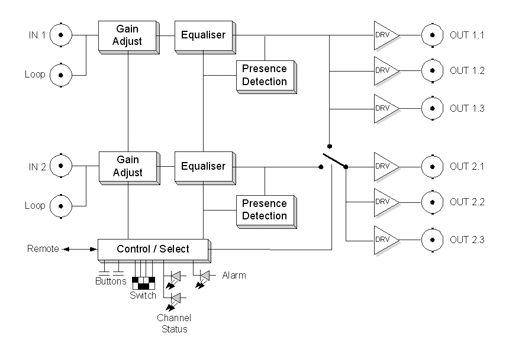 IN 1
Gain
Adjust
Equaliser
DRV
OUT 1.1
Loop
Presence
Detection
DRV
OUT 1.2
DRV
OUT 1.3
IN 2
Gain
Adjust
Equaliser
DRV
OUT 2.1
Loop
Presence
Detection
DRV
OUT 2.2
DRV
OUT 2.3
Remote
Control / Select
Buttons
Switch
Alarm
Channel
Status